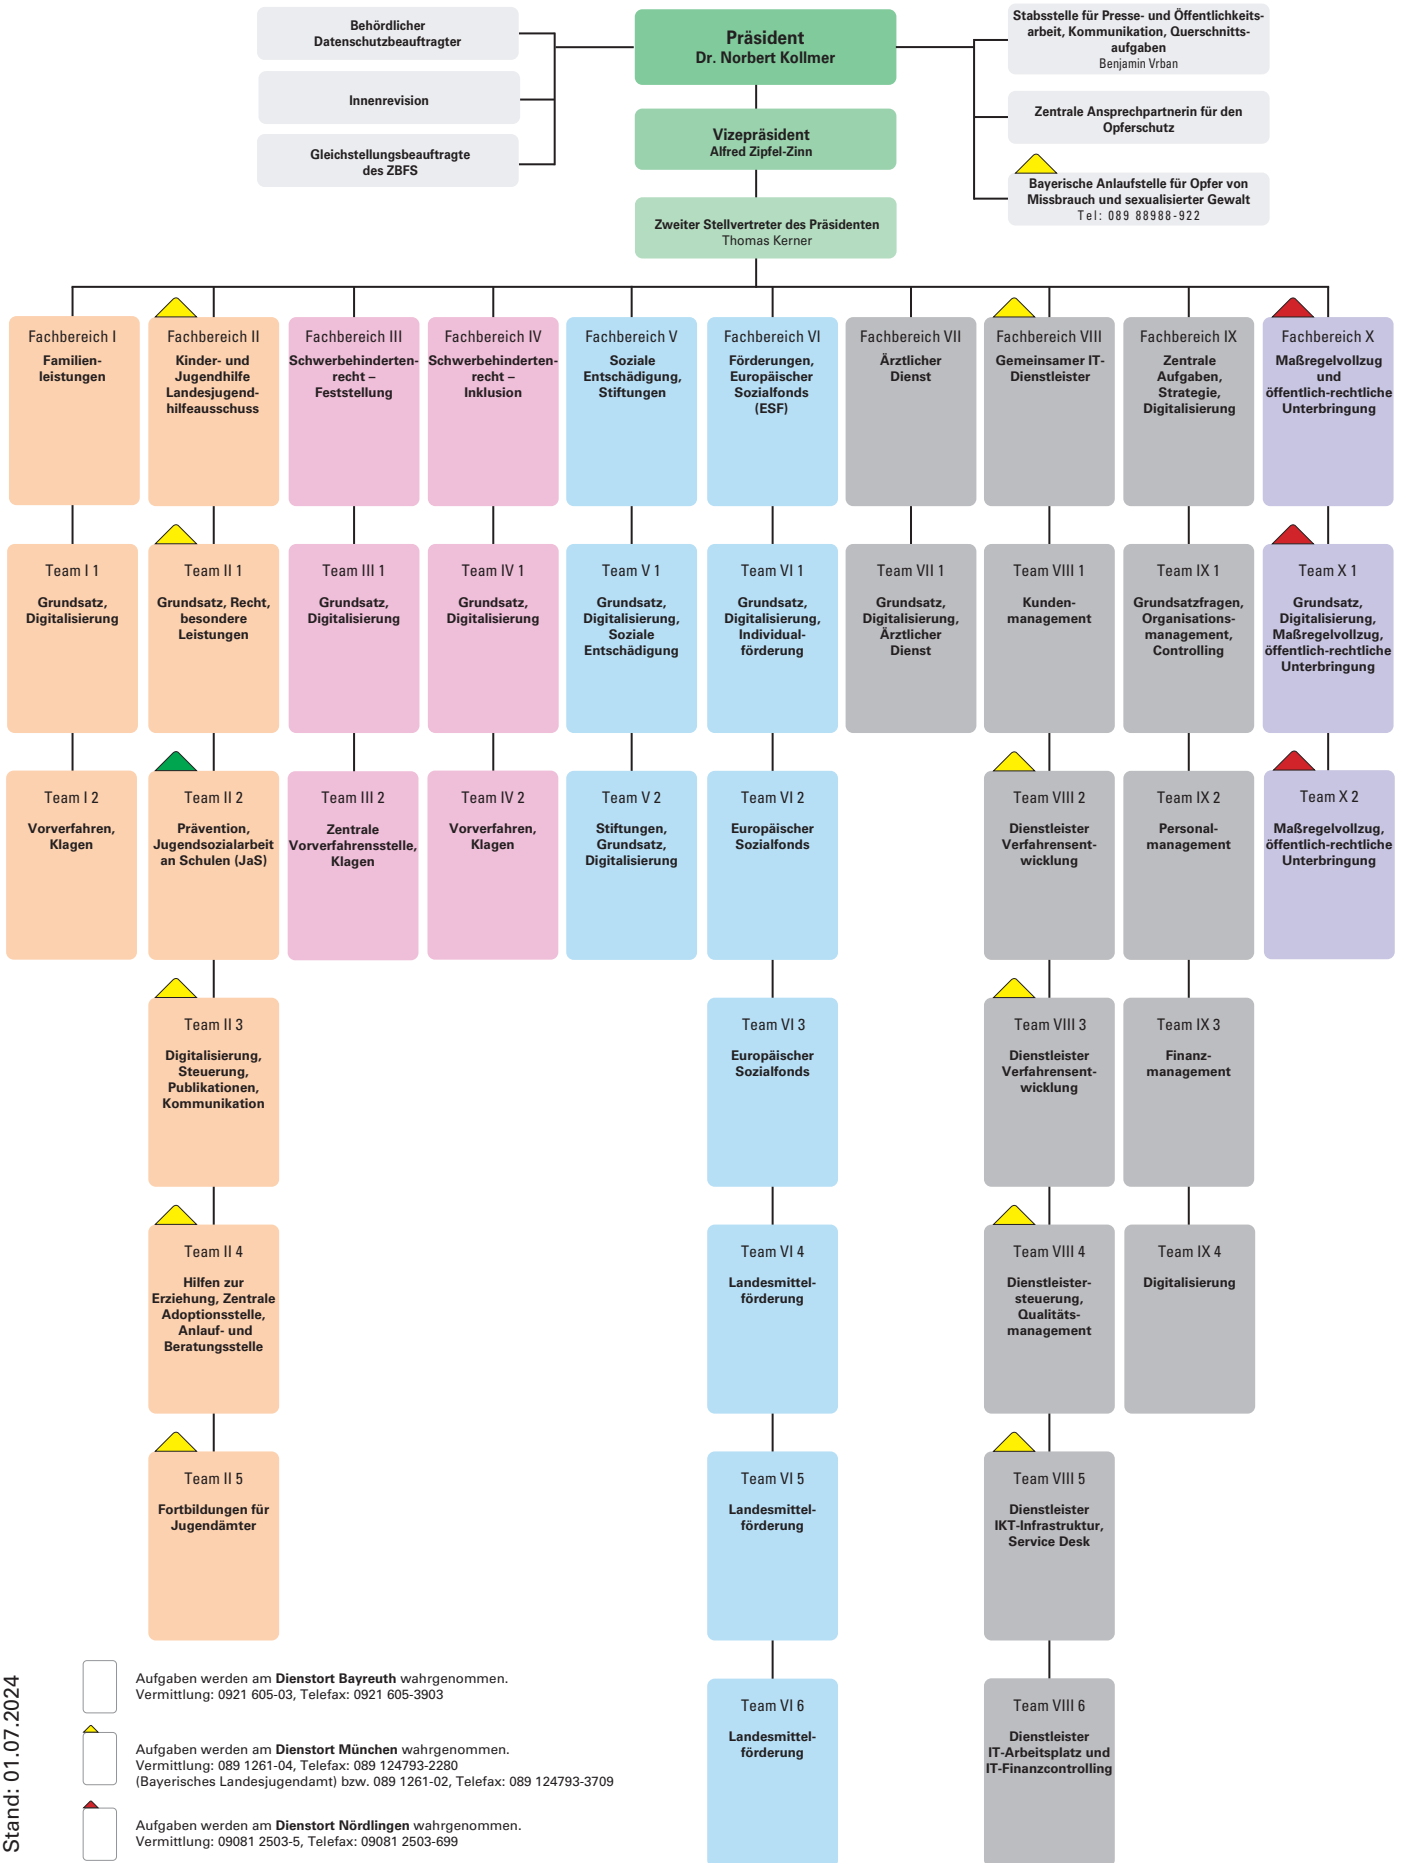 Behördlicher
Datenschutzbeauftragter
Innenrevision
Gleichstellungsbeauftragte
des ZBFS
Präsident
Dr. Norbert Kollmer
Vizepräsident
Alfred Zipfel-Zinn
Zweiter Stellvertreter des Präsidenten
Thomas Kerner
Stabsstelle für Presse- und Öffentlichkeits-
arbeit, Kommunikation, Querschnitts-
aufgaben
Benjamin Vrban
Zentrale Ansprechpartnerin für den
Opferschutz
Bayerische Anlaufstelle für Opfer von
Missbrauch und sexualisierter Gewalt
Tel: 089 88988-922
Fachbereich I
Familien-
leistungen
Fachbereich II
Kinder- und
Jugendhilfe
Landesjugend-
hilfeausschuss
Fachbereich III
Schwerbehinderten-
recht –
Feststellung
Fachbereich IV
Schwerbehinderten-
recht –
Inklusion
Fachbereich V
Soziale
Entschädigung,
Stiftungen
Fachbereich VI
Förderungen,
Europäischer
Sozialfonds
(ESF)
Fachbereich VII
Ärztlicher
Dienst
Fachbereich VIII
Gemeinsamer IT-
Dienstleister
Fachbereich IX
Zentrale
Aufgaben,
Strategie,
Digitalisierung
Fachbereich X
Maßregelvollzug
und
öffentlich-rechtliche
Unterbringung
Team I 1
Grundsatz,
Digitalisierung
Team II 1
Grundsatz, Recht,
besondere
Leistungen
Team III 1
Grundsatz,
Digitalisierung
Team IV 1
Grundsatz,
Digitalisierung
Team V 1
Grundsatz,
Digitalisierung,
Soziale
Entschädigung
Team VI 1
Grundsatz,
Digitalisierung,
Individual-
förderung
Team VII 1
Grundsatz,
Digitalisierung,
Ärztlicher
Dienst
Team VIII 1
Kunden-
management
Team IX 1
Grundsatzfragen,
Organisations-
management,
Controlling
Team X 1
Grundsatz,
Digitalisierung,
Maßregelvollzug,
öffentlich-rechtliche
Unterbringung
Team I 2
Vorverfahren,
Klagen
Team II 2
Prävention,
Jugendsozialarbeit
an Schulen (JaS)
Team III 2
Zentrale
Vorverfahrensstelle,
Klagen
Team IV 2
Vorverfahren,
Klagen
Team V 2
Stiftungen,
Grundsatz,
Digitalisierung
Team VI 2
Europäischer
Sozialfonds
Team VIII 2
Dienstleister
Verfahrensent-
wicklung
Team IX 2
Personal-
management
Team X 2
Maßregelvollzug,
öffentlich-rechtliche
Unterbringung
Team II 3
Digitalisierung,
Steuerung,
Publikationen,
Kommunikation
Team VI 3
Europäischer
Sozialfonds
Team VIII 3
Dienstleister
Verfahrensent-
wicklung
Team IX 3
Finanz-
management
Team II 4
Hilfen zur
Erziehung, Zentrale
Adoptionsstelle,
Anlauf- und
Beratungsstelle
Team VI 4
Landesmittel-
förderung
Team VIII 4
Dienstleister-
steuerung,
Qualitäts-
management
Team IX 4
Digitalisierung
Team II 5
Fortbildungen für
Jugendämter
Team VI 5
Landesmittel-
förderung
Team VIII 5
Dienstleister
IKT-Infrastruktur,
Service Desk
Team VI 6
Landesmittel-
förderung
Team VIII 6
Dienstleister
IT-Arbeitsplatz und
IT-Finanzcontrolling
Aufgaben werden am Dienstort Bayreuth wahrgenommen.
Vermittlung: 0921 605-03, Telefax: 0921 605-3903
Aufgaben werden am Dienstort München wahrgenommen.
Vermittlung: 089 1261-04, Telefax: 089 124793-2280
(Bayerisches Landesjugendamt) bzw. 089 1261-02, Telefax: 089 124793-3709
Aufgaben werden am Dienstort Nördlingen wahrgenommen.
Vermittlung: 09081 2503-5, Telefax: 09081 2503-699
Stand: 01.07.2024